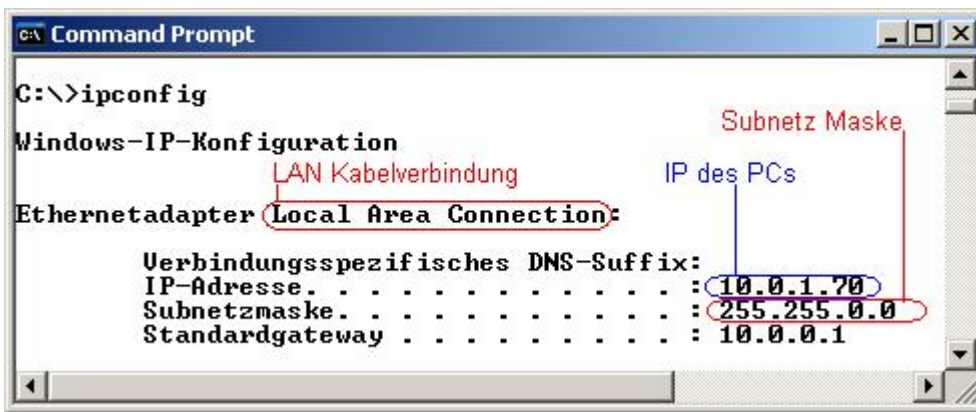 Command Prompt
C:\>ipconfig
Subnetz Maske
Windows-IP-Konfiguration
LAN Kabelverbindung
IP des PCs
Ethernetadapter Local Area Connection:
Verbindungsspezifisches DNS-Suffix:
IP-Adresse. . . . . . . . . . . . : 10.0.1.70
Subnetzmaske. . . . . . . . . . . : 255.255.0.0
Standardgateway . . . . . . . . . : 10.0.0.1